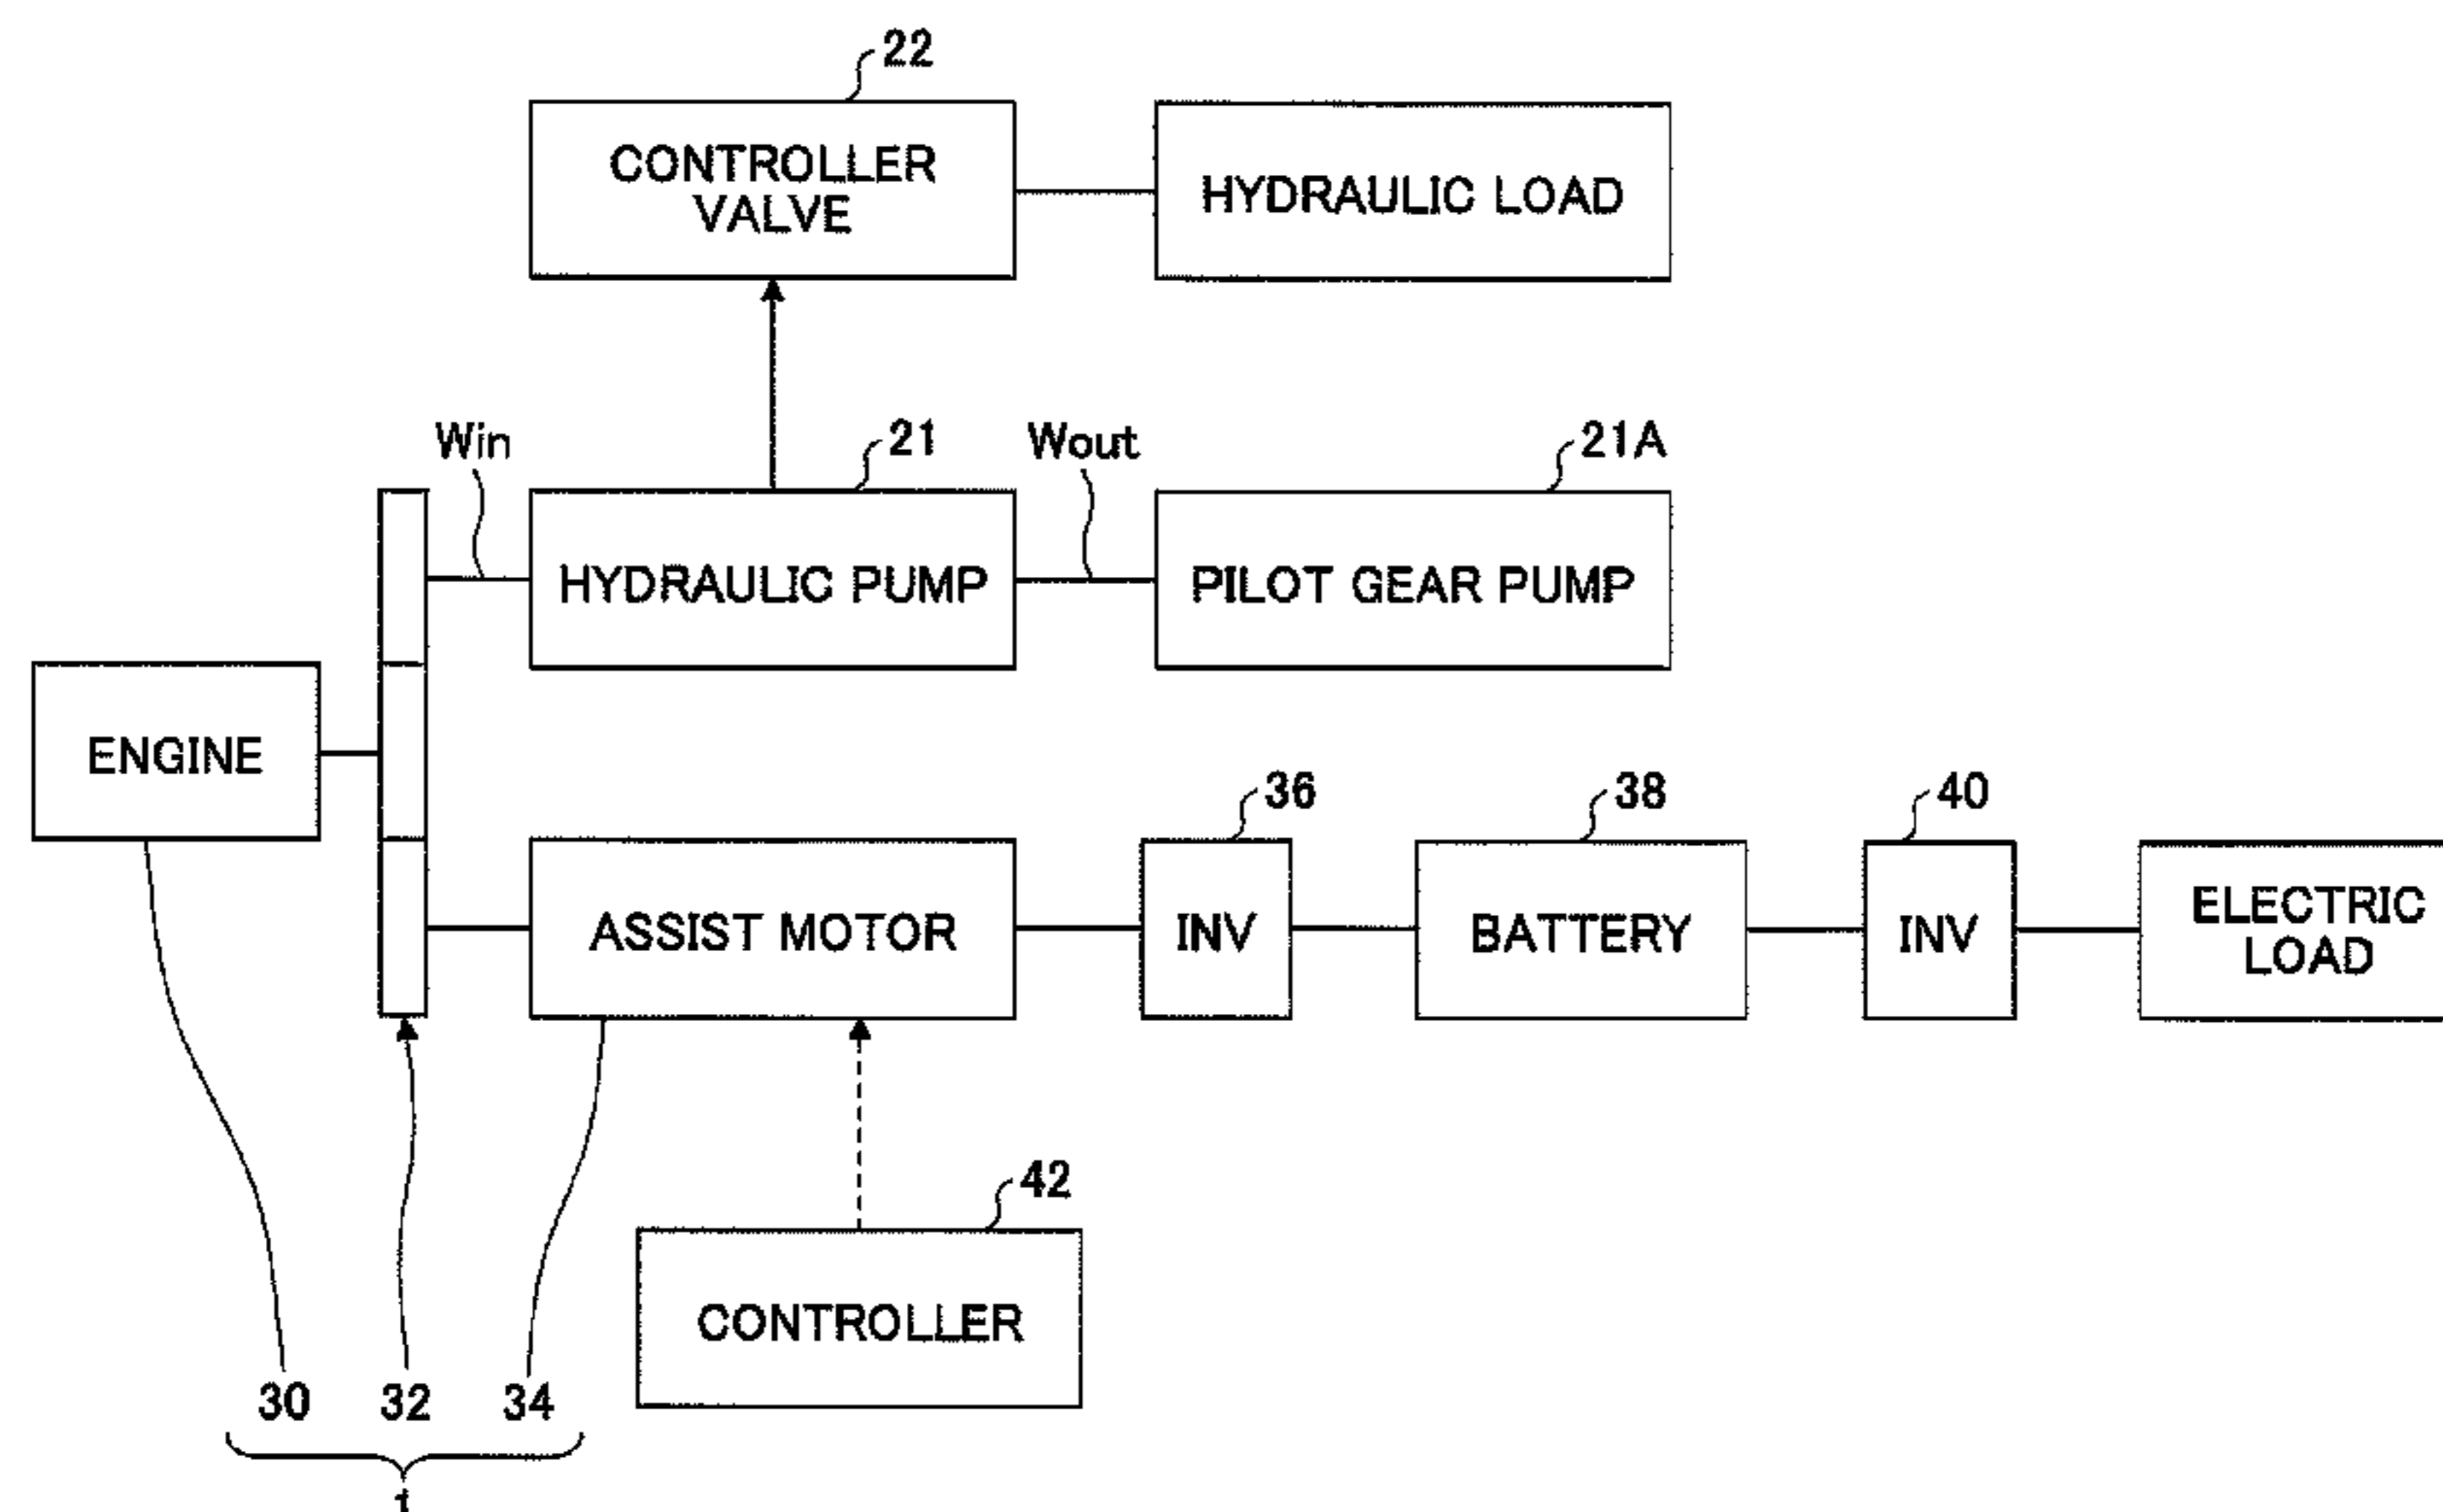 22
CONTROLLER
VALVE
HYDRAULIC LOAD
Win
21
Wout
21A
HYDRAULIC PUMP
PILOT GEAR PUMP
ENGINE
36
38
40
ASSIST MOTOR
INV
BATTERY
INV
ELECTRIC
LOAD
42
CONTROLLER
30
32
34
1